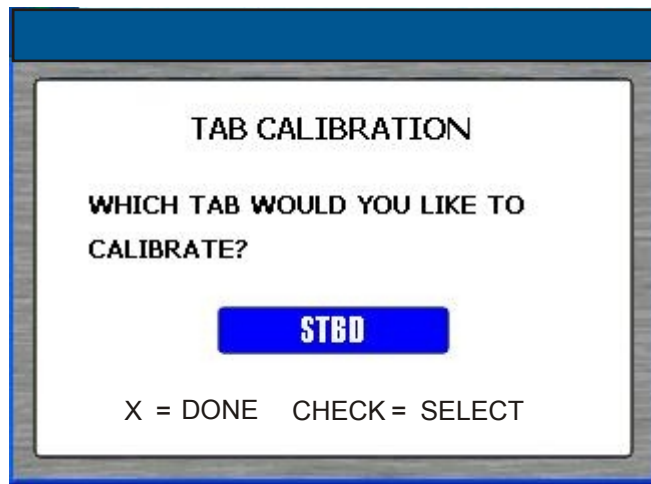 TAB CALIBRATION
WHICH TAB WOULD YOU LIKE TO
CALIBRATE?
STBD
X = DONE CHECK = SELECT